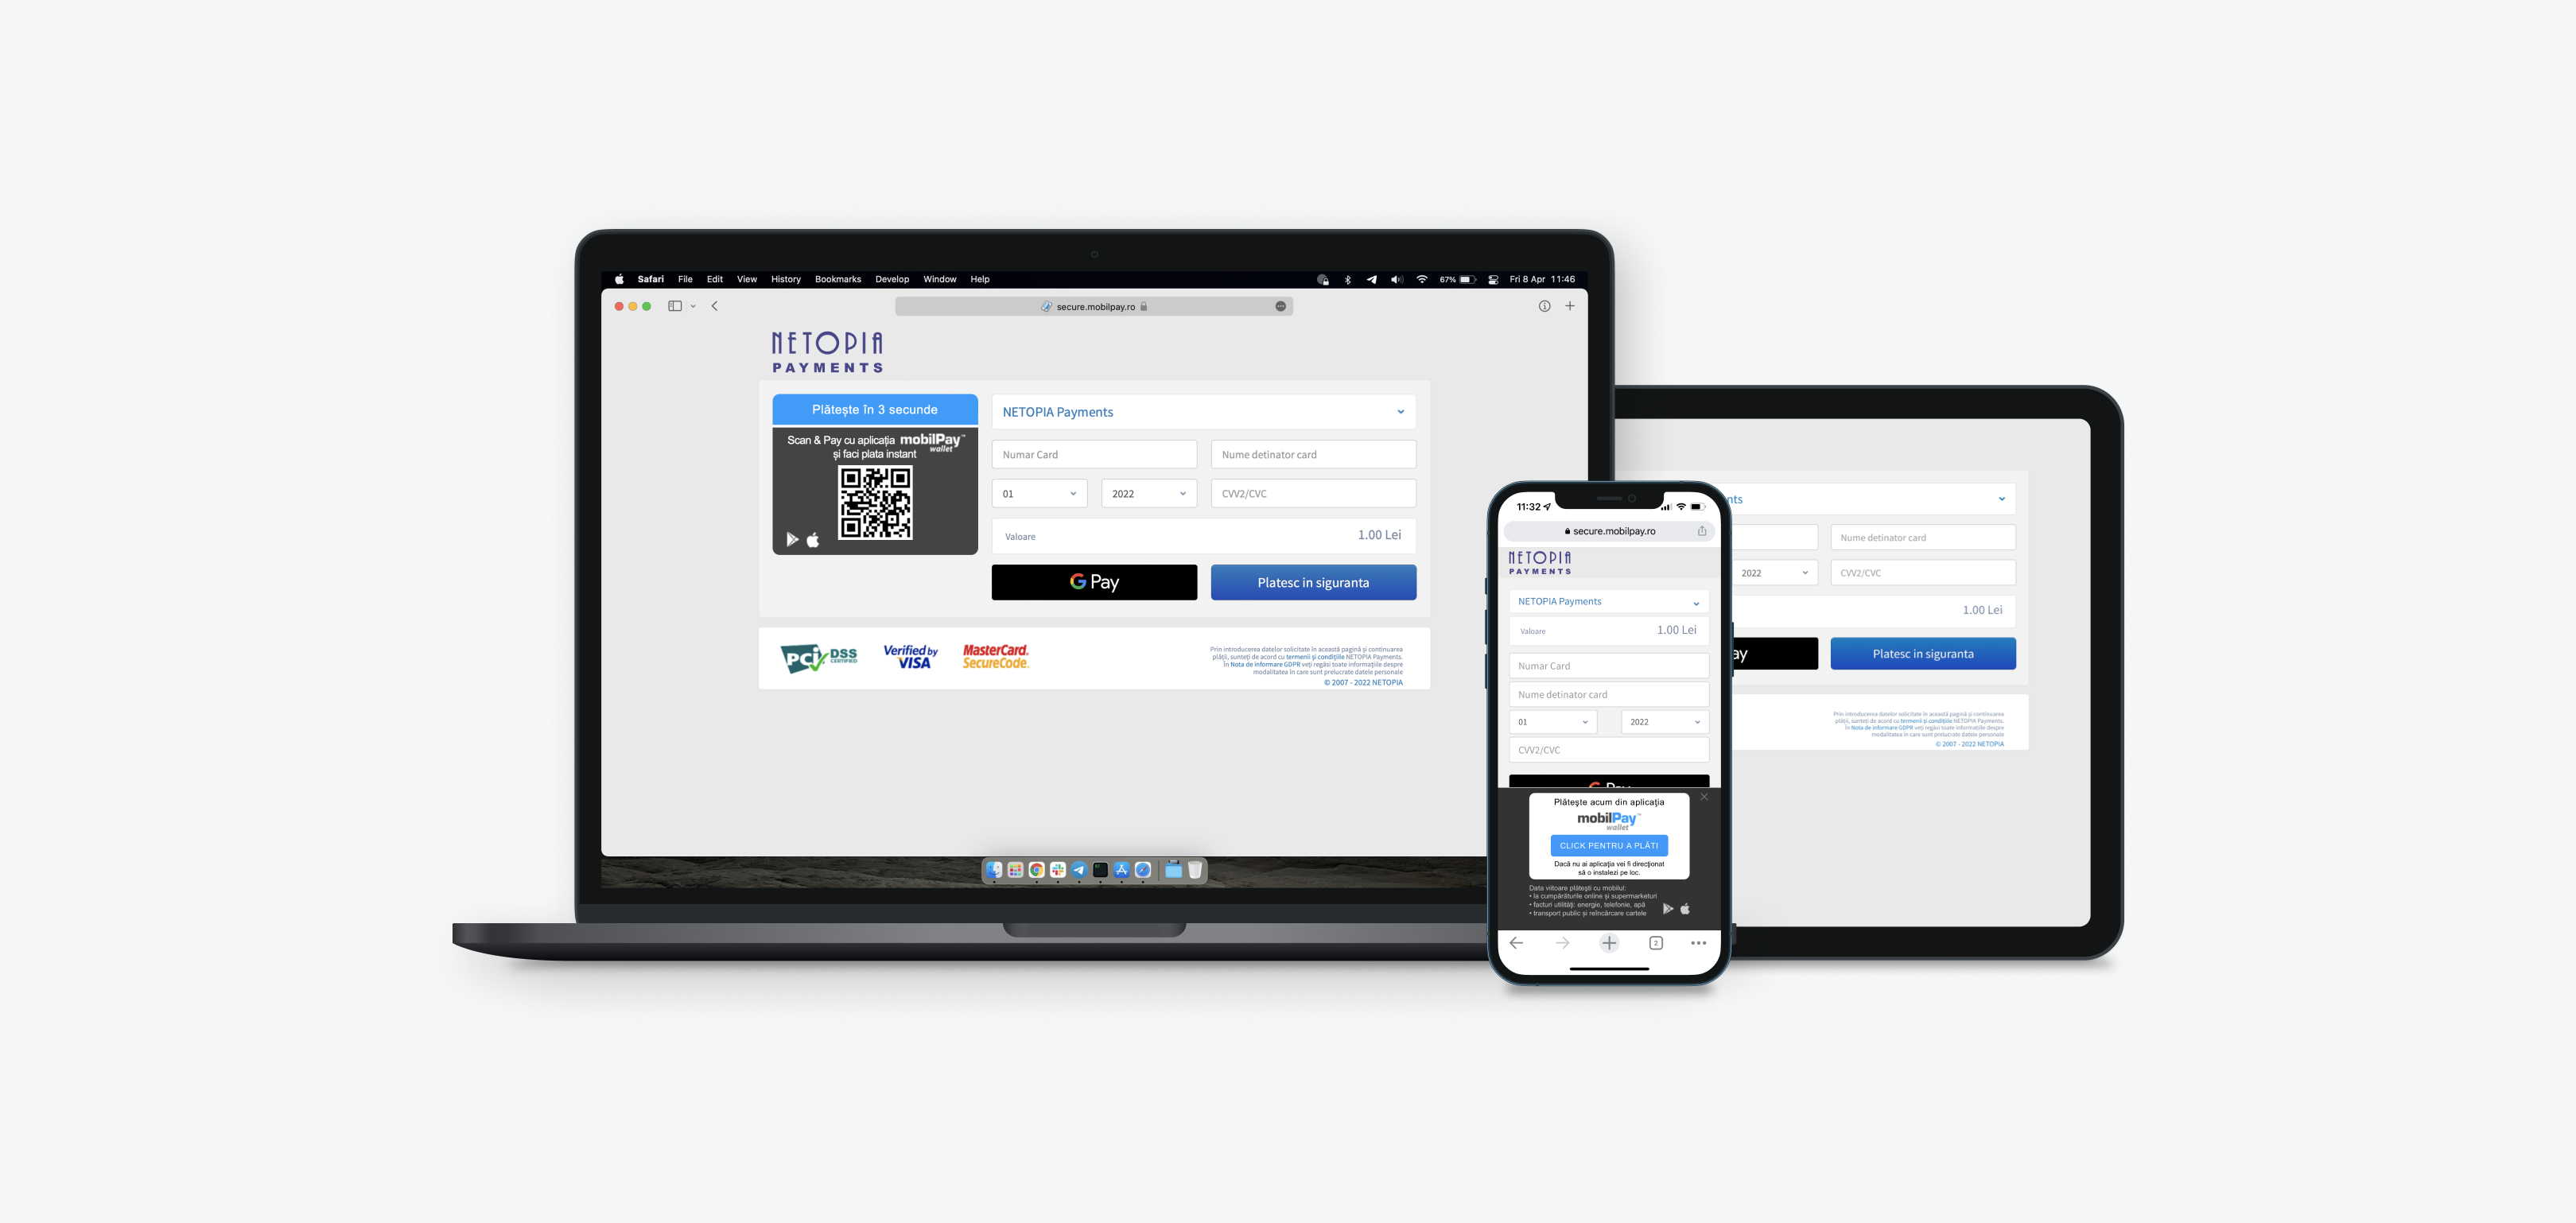 Safari File Edit View History Bookmarks Develop Window Help
67% Fri 8 Apr 11:46
secure.mobilpay.ro
NETOPIA
PAYMENTS
Plătește în 3 secunde
Scan & Pay cu aplicația mobilPay™
wallet
și faci plata instant
NETOPIA Payments
Numar Card
Nume detinator card
01
2022
CVV2/CVC
Valoare
1.00 Lei
G Pay
Platesc in siguranta
PCI DSS
CERTIFIED
Verified by
VISA
MasterCard.
SecureCode.
Prin introducerea datelor solicitate în această pagină și continuarea
plății, sunteți de acord cu termenii și condițiile NETOPIA Payments.
În Nota de informare GDPR veți regăsi toate informațiile despre
modalitatea în care sunt prelucrate datele personale
© 2007 - 2022 NETOPIA
11:32
secure.mobilpay.ro
NETOPIA
PAYMENTS
NETOPIA Payments
Valoare
1.00 Lei
Numar Card
Nume detinator card
01
2022
CVV2/CVC
G Pay
Plătește acum din aplicația
mobilPay™
wallet
CLICK PENTRU A PLĂTI
Dacă nu ai aplicația vei fi direcționat
să o instalezi pe loc.
Data viitoare plătești cu mobilul:
• la cumpărăturile online și supermarketuri
• facturi utilități: energie, telefonie, apă
• transport public și reîncărcare cartele
2
nts
Nume detinator card
2022
CVV2/CVC
1.00 Lei
ay
Platesc in siguranta
Prin introducerea datelor solicitate în această pagină și continuarea
plății, sunteți de acord cu termenii și condițiile NETOPIA Payments.
În Nota de informare GDPR veți regăsi toate informațiile despre
modalitatea în care sunt prelucrate datele personale
© 2007 - 2022 NETOPIA